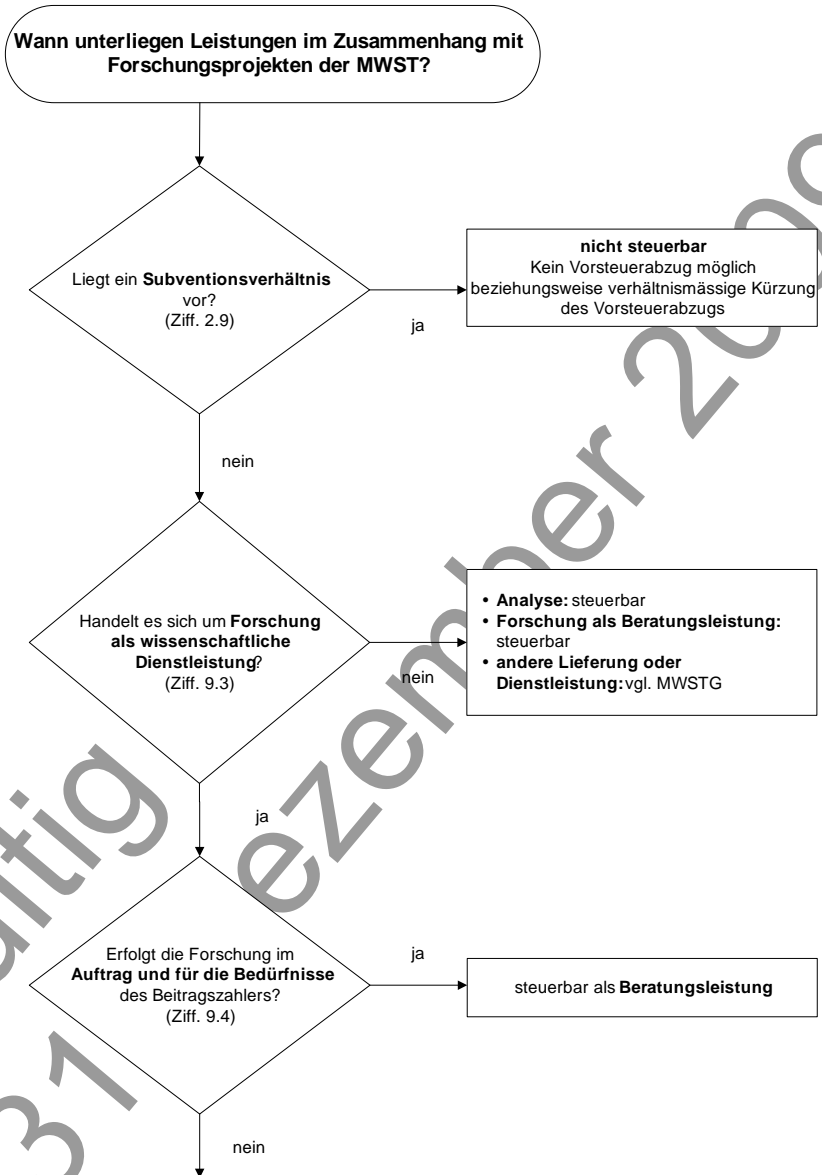 Wann unterliegen Leistungen im Zusammenhang mit
Forschungsprojekten der MWST?
Liegt ein Subventionsverhältnis
vor?
(Ziff. 2.9)
ja
nicht steuerbar
Kein Vorsteuerabzug möglich
beziehungsweise verhältnismässige Kürzung
des Vorsteuerabzugs
nein
Handelt es sich um Forschung
als wissenschaftliche
Dienstleistung?
(Ziff. 9.3)
nein
• Analyse: steuerbar
• Forschung als Beratungsleistung:
steuerbar
• andere Lieferung oder
Dienstleistung: vgl. MWSTG
ja
Erfolgt die Forschung im
Auftrag und für die Bedürfnisse
des Beitragszahlers?
(Ziff. 9.4)
ja
steuerbar als Beratungsleistung
nein